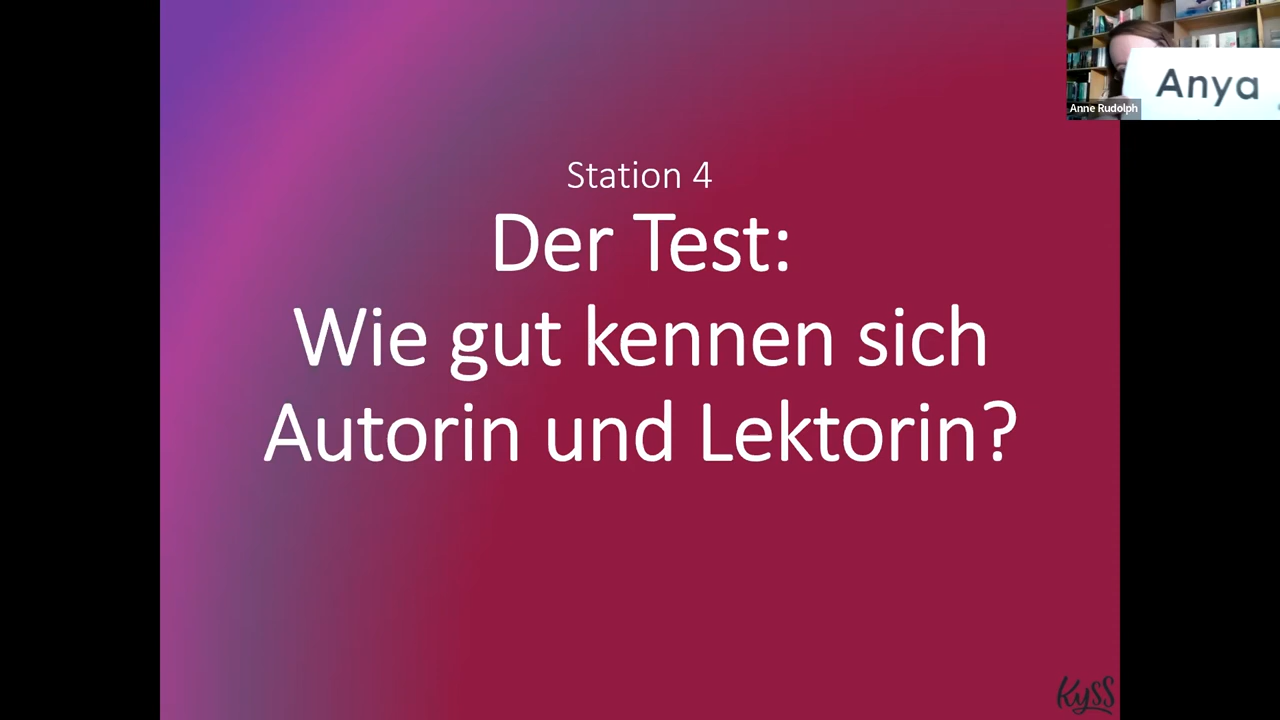 Anya
Anne Rudolph
Station 4
Der Test:
Wie gut kennen sich
Autorin und Lektorin?
KySS